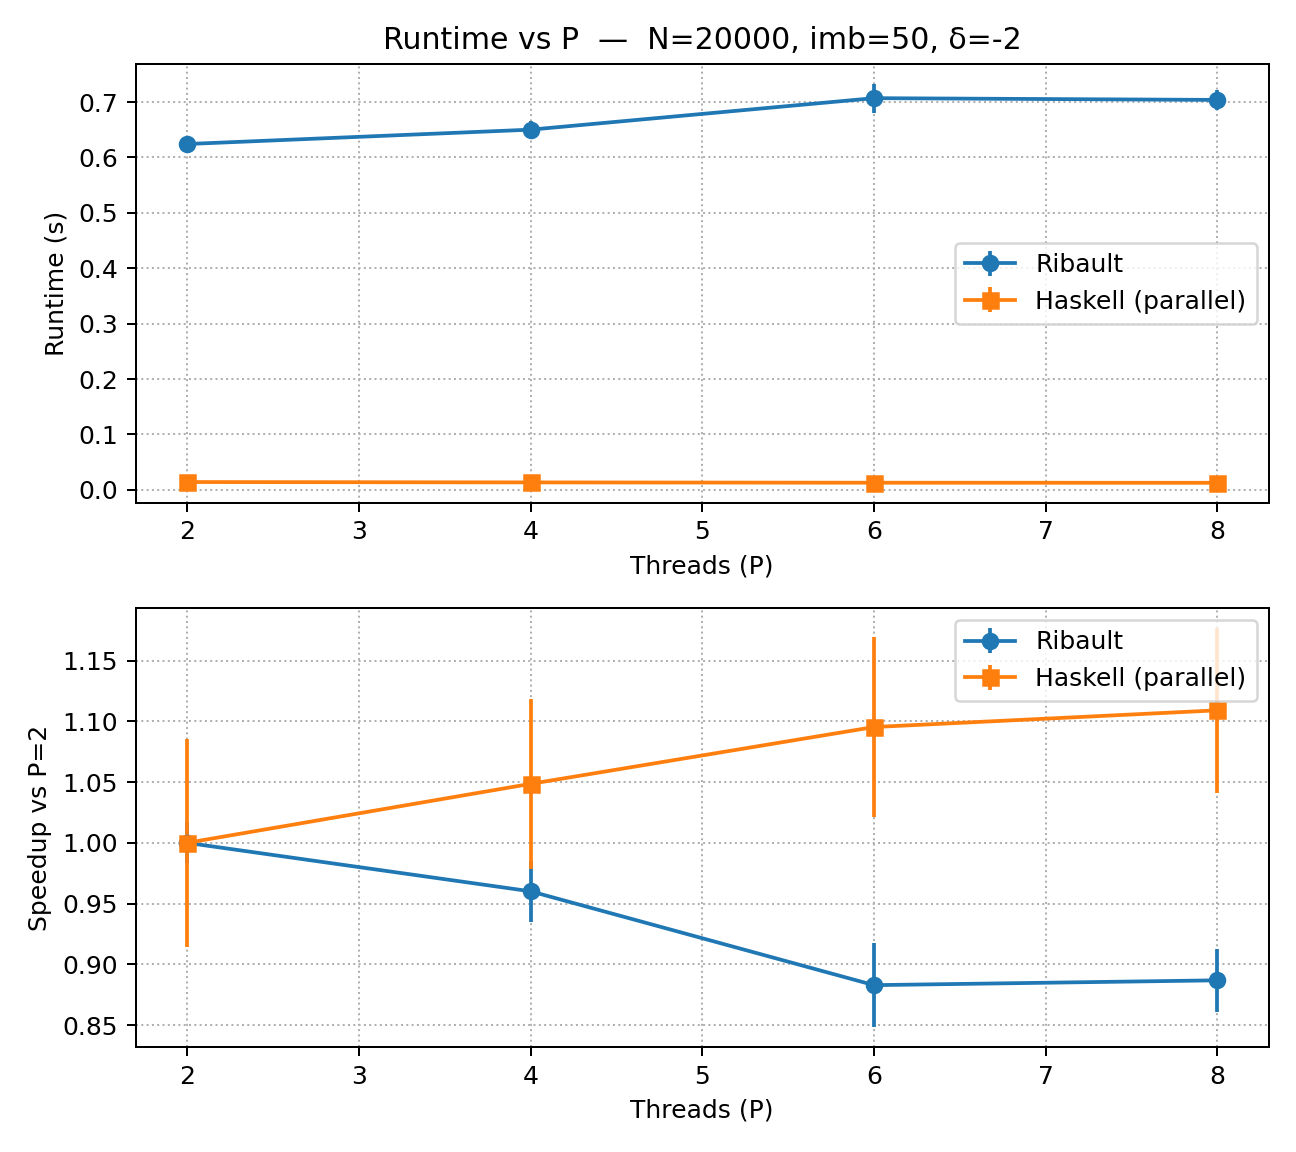 Runtime vs P — N=20000, imb=50, δ=-2
Runtime (s)
0.7
0.6
0.5
0.4
0.3
0.2
0.1
0.0
Ribault
Haskell (parallel)
2 3 4 5 6 7 8
Threads (P)
Speedup vs P=2
1.15
1.10
1.05
1.00
0.95
0.90
0.85
Ribault
Haskell (parallel)
2 3 4 5 6 7 8
Threads (P)